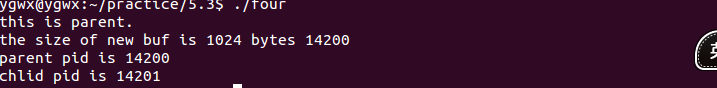 ygwx@ygwx:~/practice/5.3$ ./four
this is parent.
the size of new buf is 1024 bytes 14200
parent pid is 14200
chlid pid is 14201